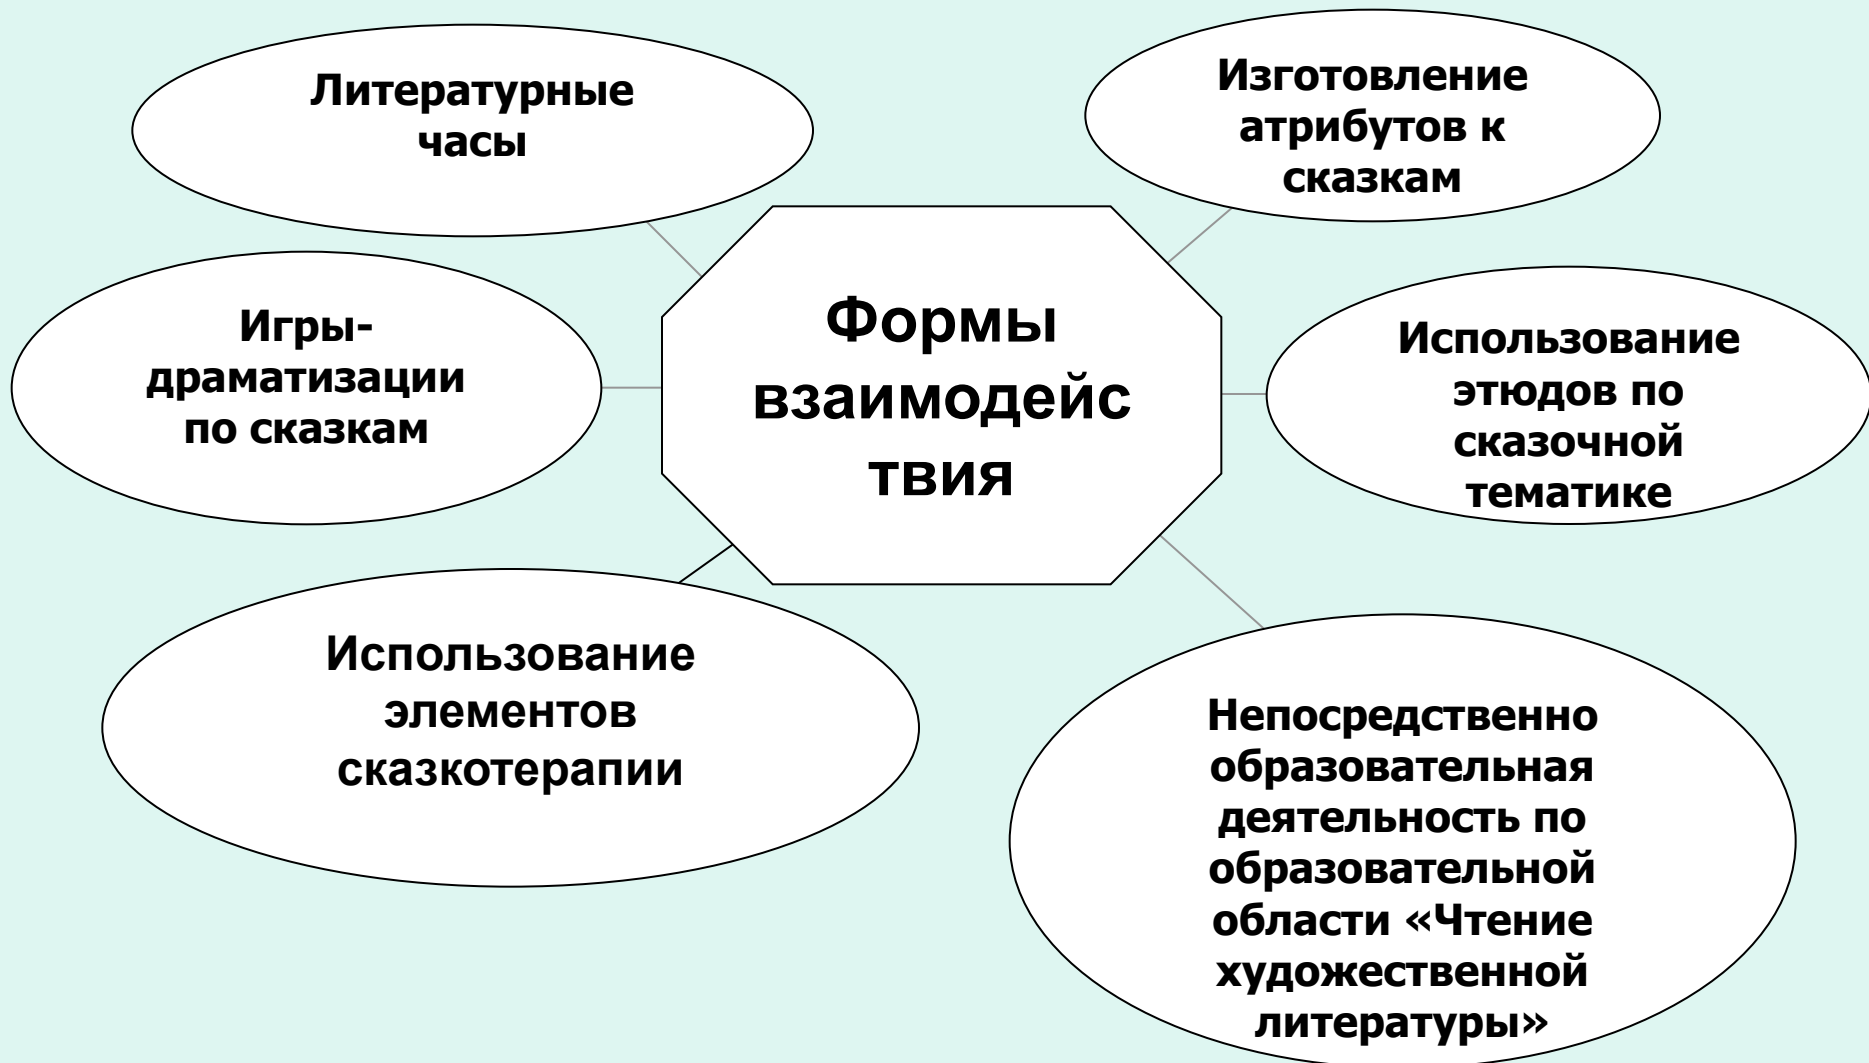 Литературные
часы
Изготовление
атрибутов к
сказкам
Игры-
драматизации
по сказкам
Формы
взаимодейс
твия
Использование
этюдов по
сказочной
тематике
Использование
элементов
сказкотерапии
Непосредственно
образовательная
деятельность по
образовательной
области «Чтение
художественной
литературы»